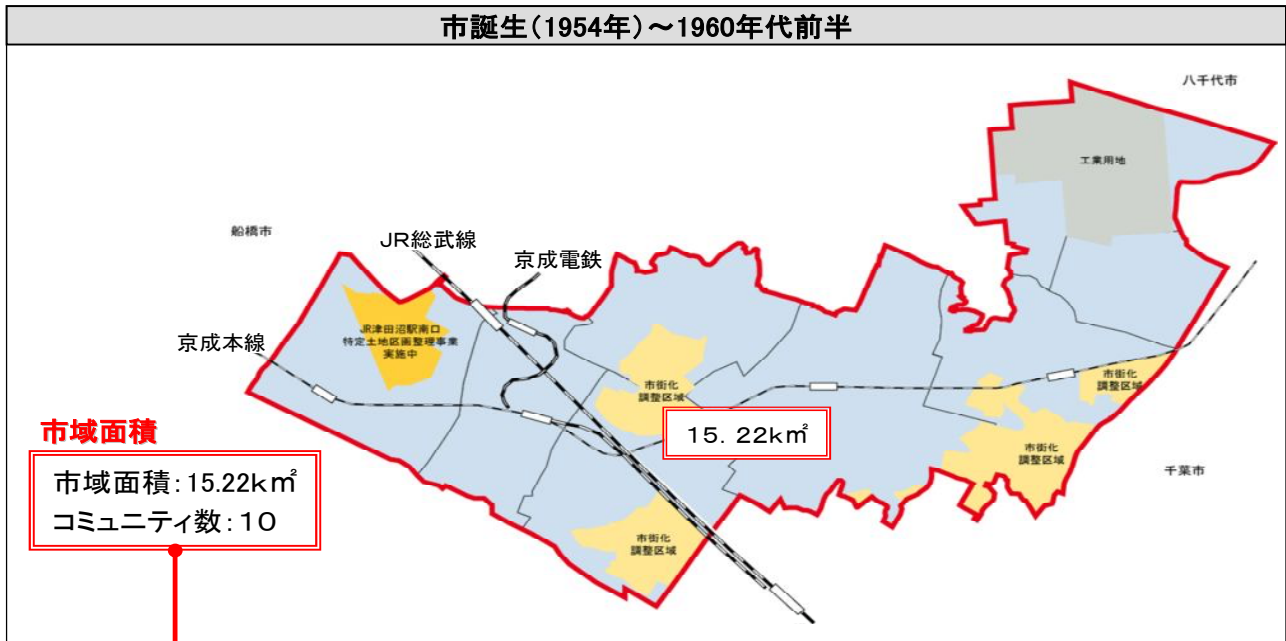 市誕生(1954年)～1960年代前半
八千代市
工業用地
船橋市
JR総武線
京成電鉄
JR津田沼駅南口
特定土地区画整理事業
実施中
京成本線
市街化
調整区域
市街化
調整区域
15．22k㎡
市域面積
市街化
調整区域
千葉市
市域面積：15.22k㎡
コミュニティ数：10
市街化
調整区域